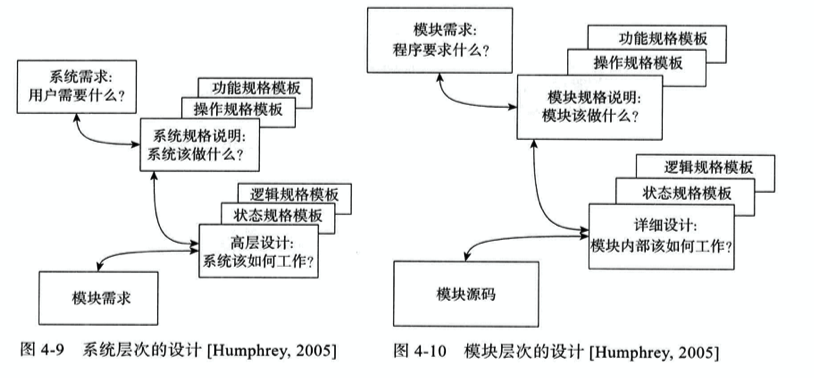 系统需求:
用户需要什么?
功能规格模板
操作规格模板
系统规格说明:
系统该做什么?
逻辑规格模板
状态规格模板
高层设计:
系统该如何工作?
模块需求
图 4-9 系统层次的设计 [Humphrey, 2005]
模块需求:
程序要求什么?
功能规格模板
操作规格模板
模块规格说明:
模块该做什么?
逻辑规格模板
状态规格模板
详细设计:
模块内部该如何工作?
模块源码
图 4-10 模块层次的设计 [Humphrey, 2005]